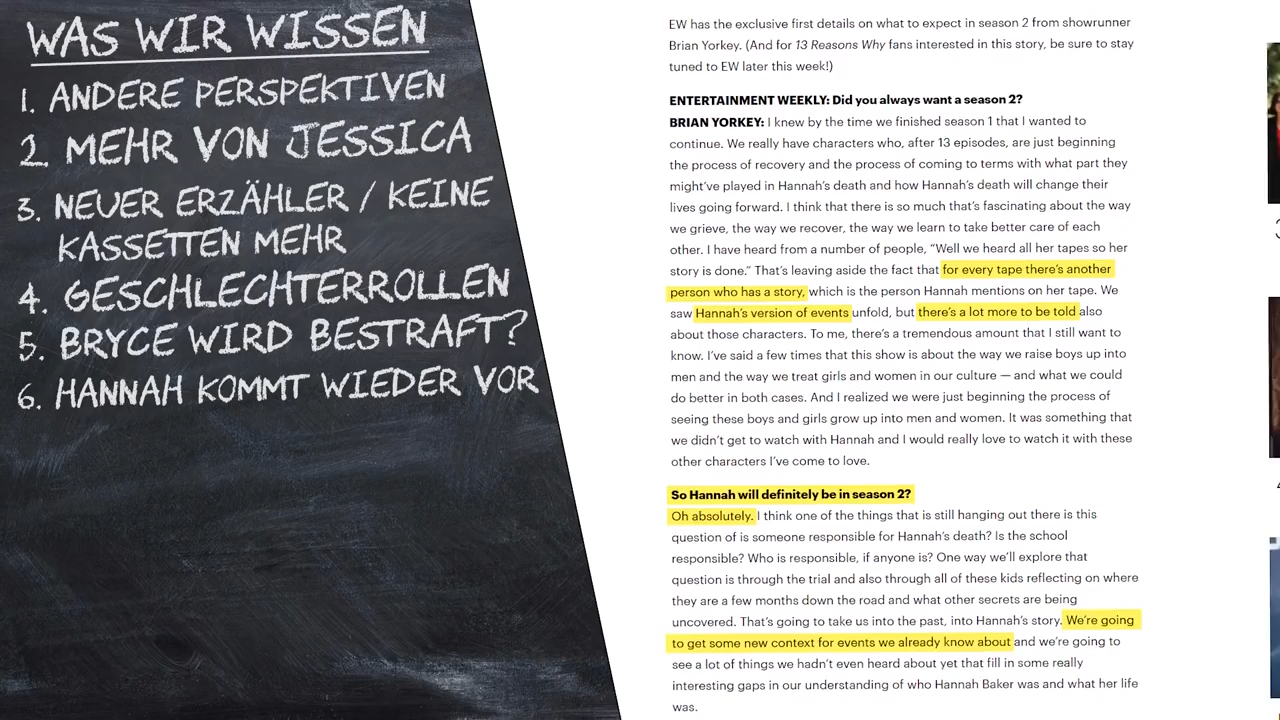 WAS WIR WISSEN
1. ANDERE PERSPEKTIVEN
2. MEHR VON JESSICA
3. NEUER ERZÄHLER / KEINE
KASSETTEN MEHR
4. GESCHLECHTERROLLEN
5. BRYCE WIRD BESTRAFT?
6. HANNAH KOMMT WIEDER VOR
EW has the exclusive first details on what to expect in season 2 from showrunner
Brian Yorkey. (And for 13 Reasons Why fans interested in this story, be sure to stay
tuned to EW later this week!)
ENTERTAINMENT WEEKLY: Did you always want a season 2?
BRIAN YORKEY: I knew by the time we finished season 1 that I wanted to
continue. We really have characters who, after 13 episodes, are just beginning
the process of recovery and the process of coming to terms with what part they
might've played in Hannah's death and how Hannah's death will change their
lives going forward. I think that there is so much that's fascinating about the way
we grieve, the way we recover, the way we learn to take better care of each
other. I have heard from a number of people, "Well we heard all her tapes so her
story is done." That's leaving aside the fact that for every tape there's another
person who has a story, which is the person Hannah mentions on her tape. We
saw Hannah's version of events unfold, but there's a lot more to be told also
about those characters. To me, there's a tremendous amount that I still want to
know. I've said a few times that this show is about the way we raise boys up into
men and the way we treat girls and women in our culture — and what we could
do better in both cases. And I realized we were just beginning the process of
seeing these boys and girls grow up into men and women. It was something that
we didn't get to watch with Hannah and I would really love to watch it with these
other characters I've come to love.
So Hannah will definitely be in season 2?
Oh absolutely. I think one of the things that is still hanging out there is this
question of is someone responsible for Hannah's death? Is the school
responsible? Who is responsible, if anyone is? One way we'll explore that
question is through the trial and also through all of these kids reflecting on where
they are a few months down the road and what other secrets are being
uncovered. That's going to take us into the past, into Hannah's story. We're going
to get some new context for events we already know about and we're going to
see a lot of things we hadn't even heard about yet that fill in some really
interesting gaps in our understanding of who Hannah Baker was and what her life
was.